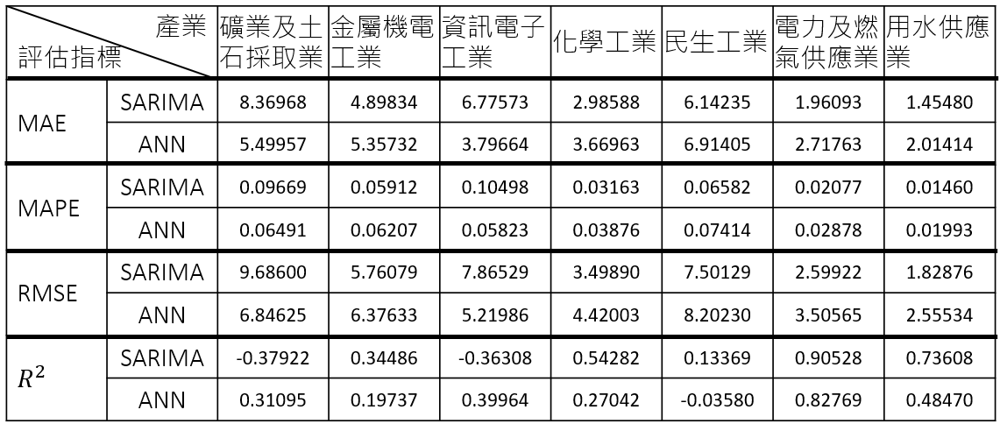 產業 礦業及土 金屬機電 資訊電子 化學工業 民生工業 電力及燃 用水供應
評估指標 石採取業 工業 工業 氣供應業 業
MAE SARIMA 8.36968 4.89834 6.77573 2.98588 6.14235 1.96093 1.45480
ANN 5.49957 5.35732 3.79664 3.66963 6.91405 2.71763 2.01414
MAPE SARIMA 0.09669 0.05912 0.10498 0.03163 0.06582 0.02077 0.01460
ANN 0.06491 0.06207 0.05823 0.03876 0.07414 0.02878 0.01993
RMSE SARIMA 9.68600 5.76079 7.86529 3.49890 7.50129 2.59922 1.82876
ANN 6.84625 6.37633 5.21986 4.42003 8.20230 3.50565 2.55534
R² SARIMA -0.37922 0.34486 -0.36308 0.54282 0.13369 0.90528 0.73608
ANN 0.31095 0.19737 0.39964 0.27042 -0.03580 0.82769 0.48470